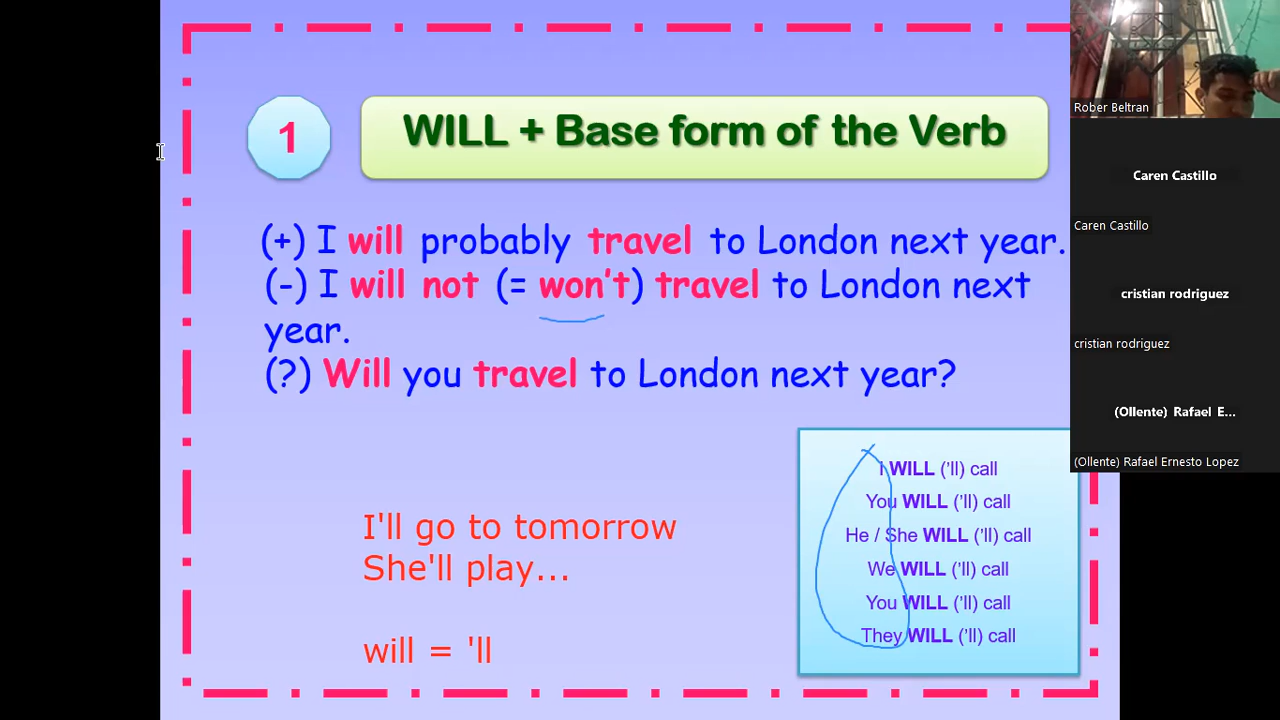 1
WILL + Base form of the Verb
(+) I will probably travel to London next year.
(-) I will not (= won't) travel to London next
year.
(?) Will you travel to London next year?
I'll go to tomorrow
She'll play...
will = 'll
I WILL ('ll) call
You WILL ('ll) call
He / She WILL ('ll) call
We WILL ('ll) call
You WILL ('ll) call
They WILL ('ll) call
Rober Beltran
Caren Castillo
Caren Castillo
cristian rodriguez
cristian rodriguez
(Ollente) Rafael E...
(Ollente) Rafael Ernesto Lopez